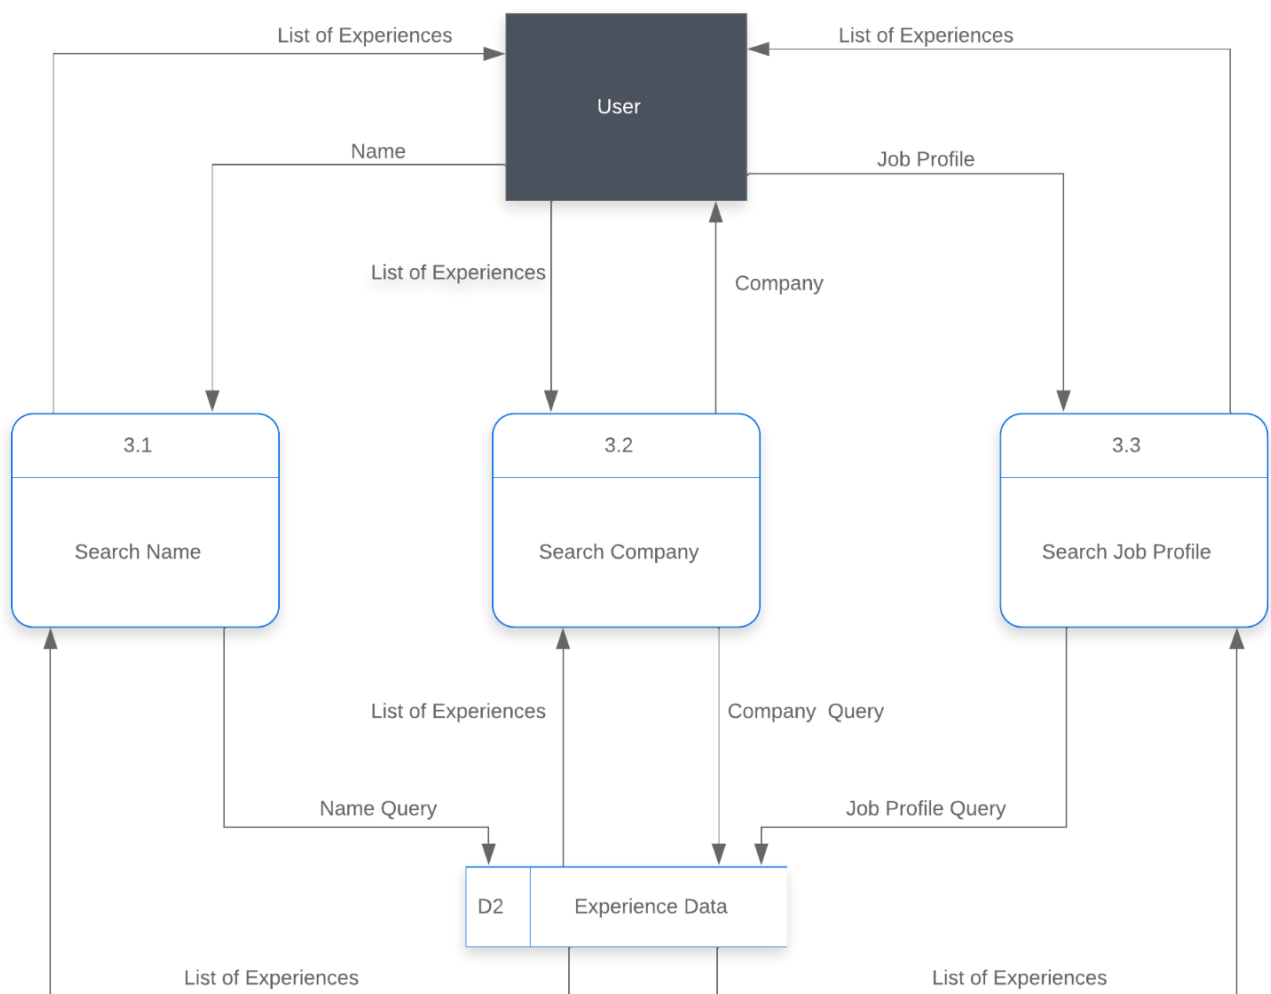 List of Experiences
List of Experiences
User
Name
Job Profile
List of Experiences
Company
3.1
3.2
3.3
Search Name
Search Company
Search Job Profile
List of Experiences
Company Query
Name Query
Job Profile Query
D2
Experience Data
List of Experiences
List of Experiences